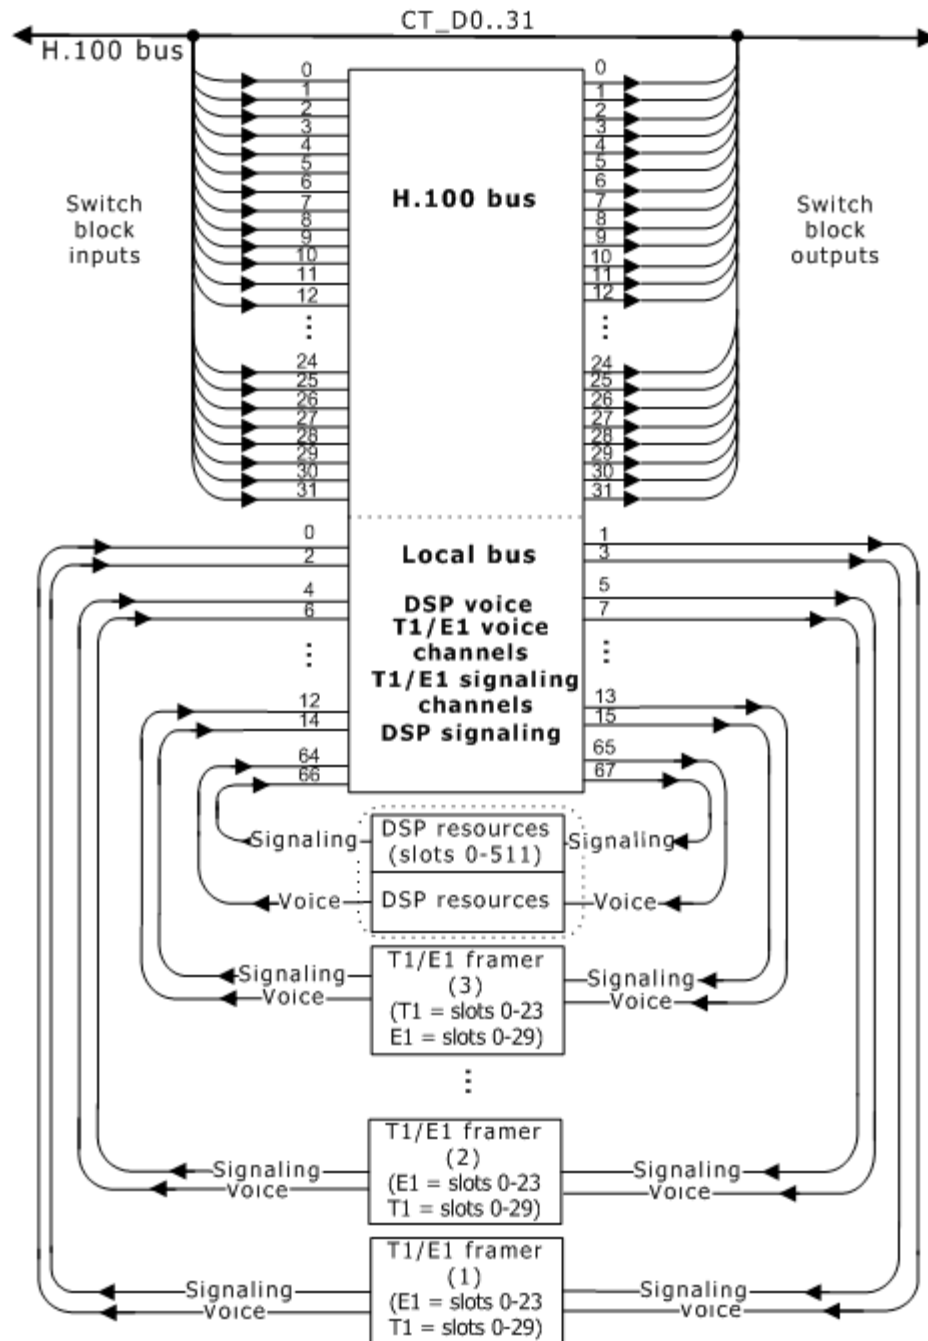 CT_D0..31
H.100 bus
0
1
2
3
4
5
6
7
8
9
10
11
12
⋮
24
25
26
27
28
29
30
31
Switch
block
inputs
H.100 bus
0
1
2
3
4
5
6
7
8
9
10
11
12
⋮
24
25
26
27
28
29
30
31
Switch
block
outputs
0
2
4
6
⋮
12
14
64
66
Local bus
DSP voice
T1/E1 voice
channels
T1/E1 signaling
channels
DSP signaling
1
3
5
7
⋮
13
15
65
67
Signaling
DSP resources
(slots 0-511)
Signaling
Voice
DSP resources
Voice
Signaling
Voice
T1/E1 framer
(3)
(T1 = slots 0-23
E1 = slots 0-29)
Signaling
Voice
⋮
Signaling
Voice
T1/E1 framer
(2)
(E1 = slots 0-23
T1 = slots 0-29)
Signaling
Voice
Signaling
Voice
T1/E1 framer
(1)
(E1 = slots 0-23
T1 = slots 0-29)
Signaling
Voice